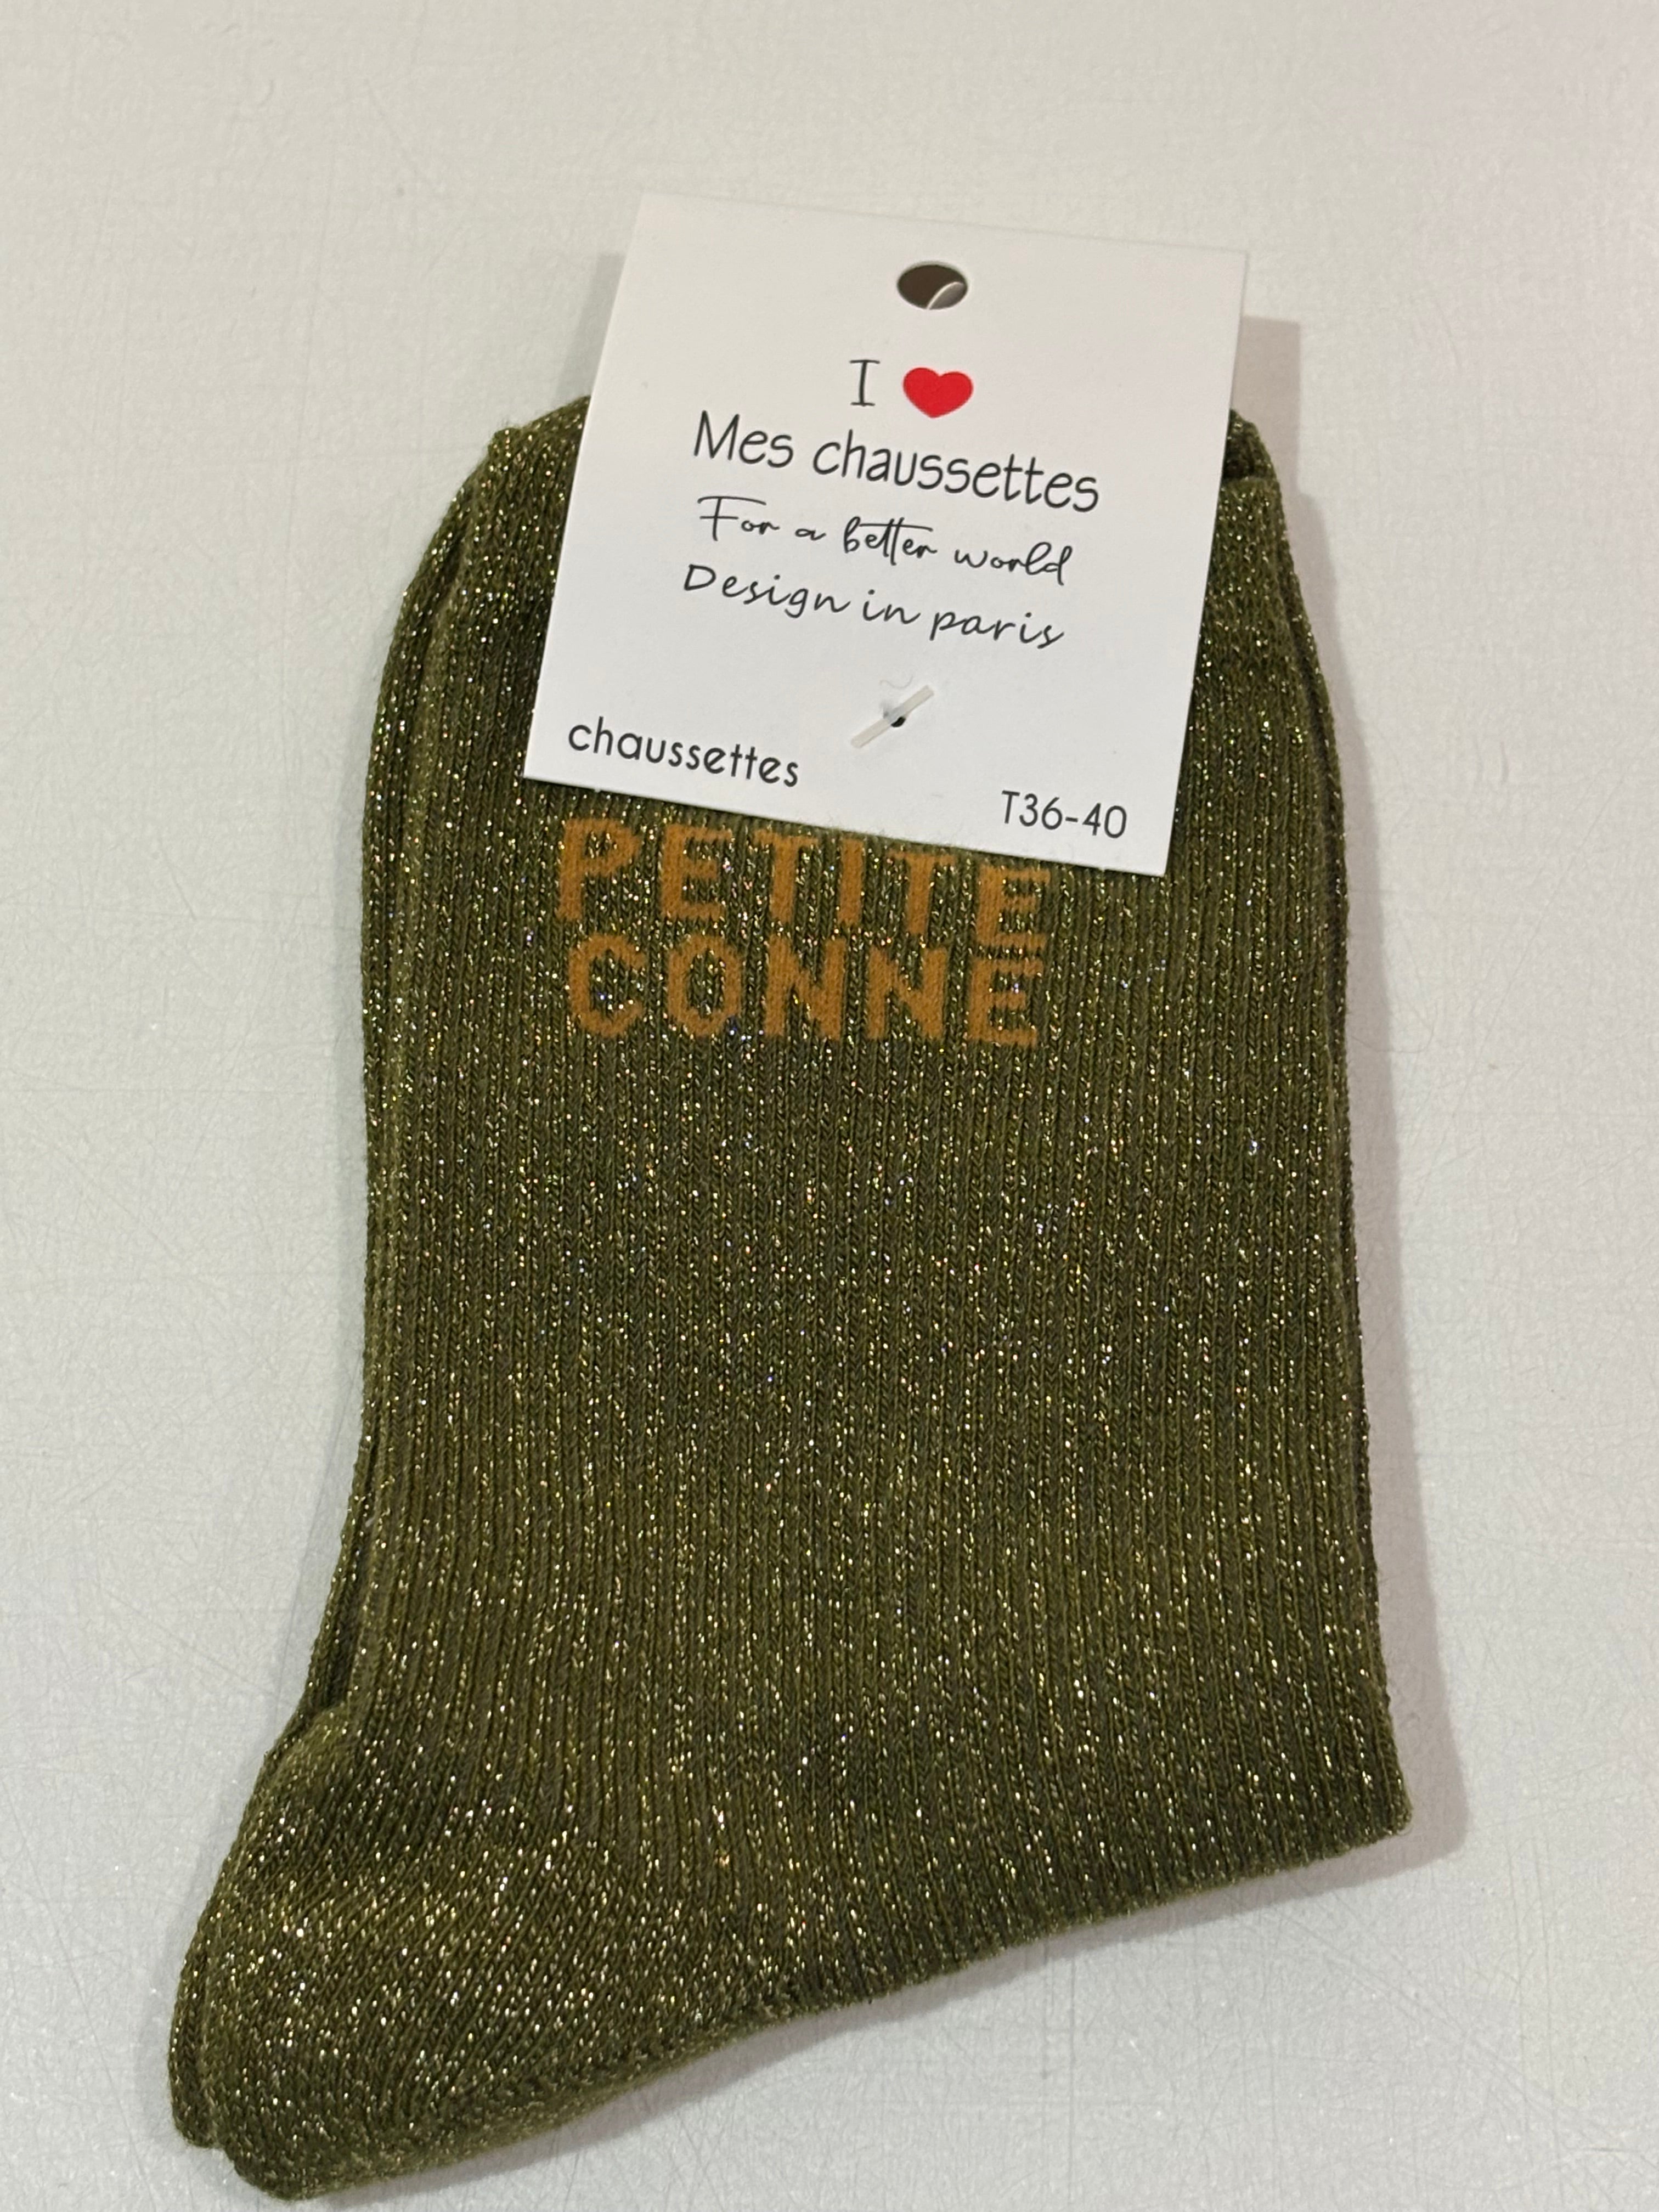 I ❤
Mes chaussettes
For a better world
Design in paris
chaussettes
T36-40
PETITE
CONNE